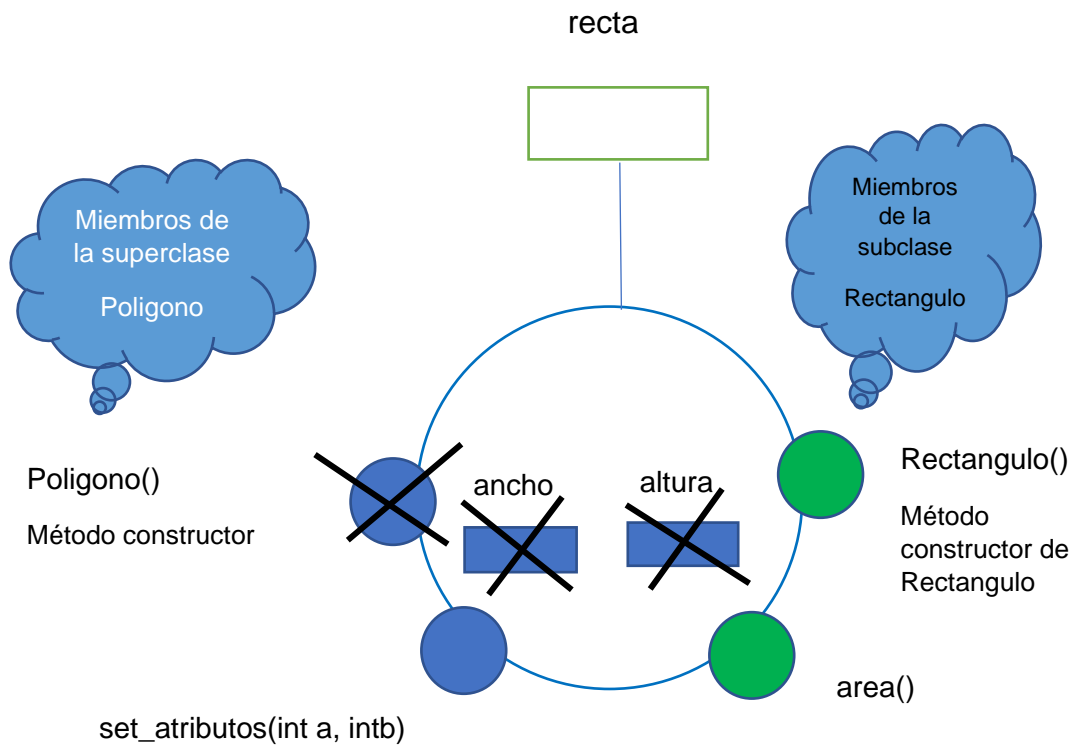 recta
Miembros de
la superclase
Poligono
Miembros
de la
subclase
Rectangulo
Poligono()
Método constructor
ancho
altura
Rectangulo()
Método
constructor de
Rectangulo
area()
set_atributos(int a, intb)